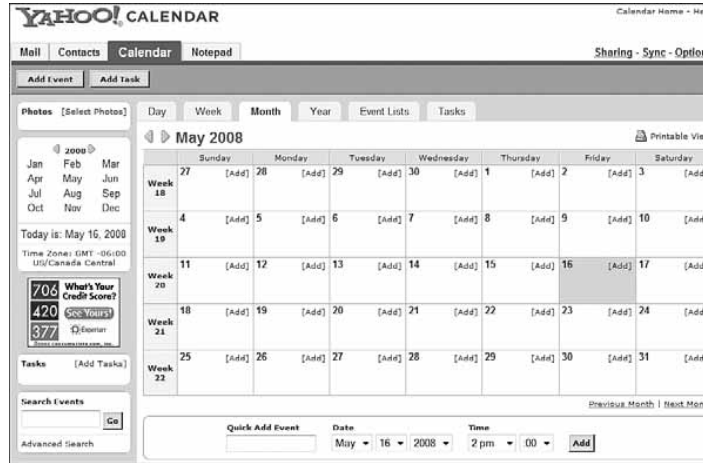 YAHOO! CALENDAR
Calendar Home - He
Mail Contacts Calendar Notepad
Sharing - Sync - Option
Add Event Add Task
Photos [Select Photos]
Day Week Month Year Event Lists Tasks
May 2008
Printable Vie
2008
Jan Feb Mar
Apr May Jun
Jul Aug Sep
Oct Nov Dec
Today is: May 16, 2008
Time Zone: GMT -06:00
US/Canada Central
706 What's Your
Credit Score?
420 See Yours!
377 Experian
Tasks [Add Tasks]
Search Events
Go
Advanced Search
Sunday Monday Tuesday Wednesday Thursday Friday Saturday
Week 27 [Add] 28 [Add] 29 [Add] 30 [Add] 1 [Add] 2 [Add] 3 [Add
18
Week 4 [Add] 5 [Add] 6 [Add] 7 [Add] 8 [Add] 9 [Add] 10 [Add
19
Week 11 [Add] 12 [Add] 13 [Add] 14 [Add] 15 [Add] 16 [Add] 17 [Add
20
Week 18 [Add] 19 [Add] 20 [Add] 21 [Add] 22 [Add] 23 [Add] 24 [Add
21
Week 25 [Add] 26 [Add] 27 [Add] 28 [Add] 29 [Add] 30 [Add] 31 [Add
22
Previous Month | Next Mon
Quick Add Event Date Time
May 16 2008 2 pm :00 Add